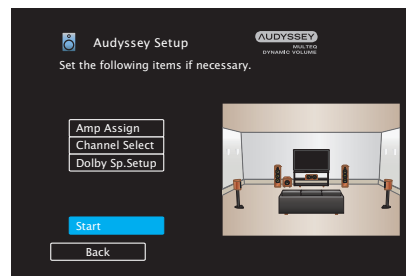 Audyssey Setup
AUDYSSEY
MULTEQ
DYNAMIC VOLUME
Set the following items if necessary.
Amp Assign
Channel Select
Dolby Sp.Setup
Start
Back